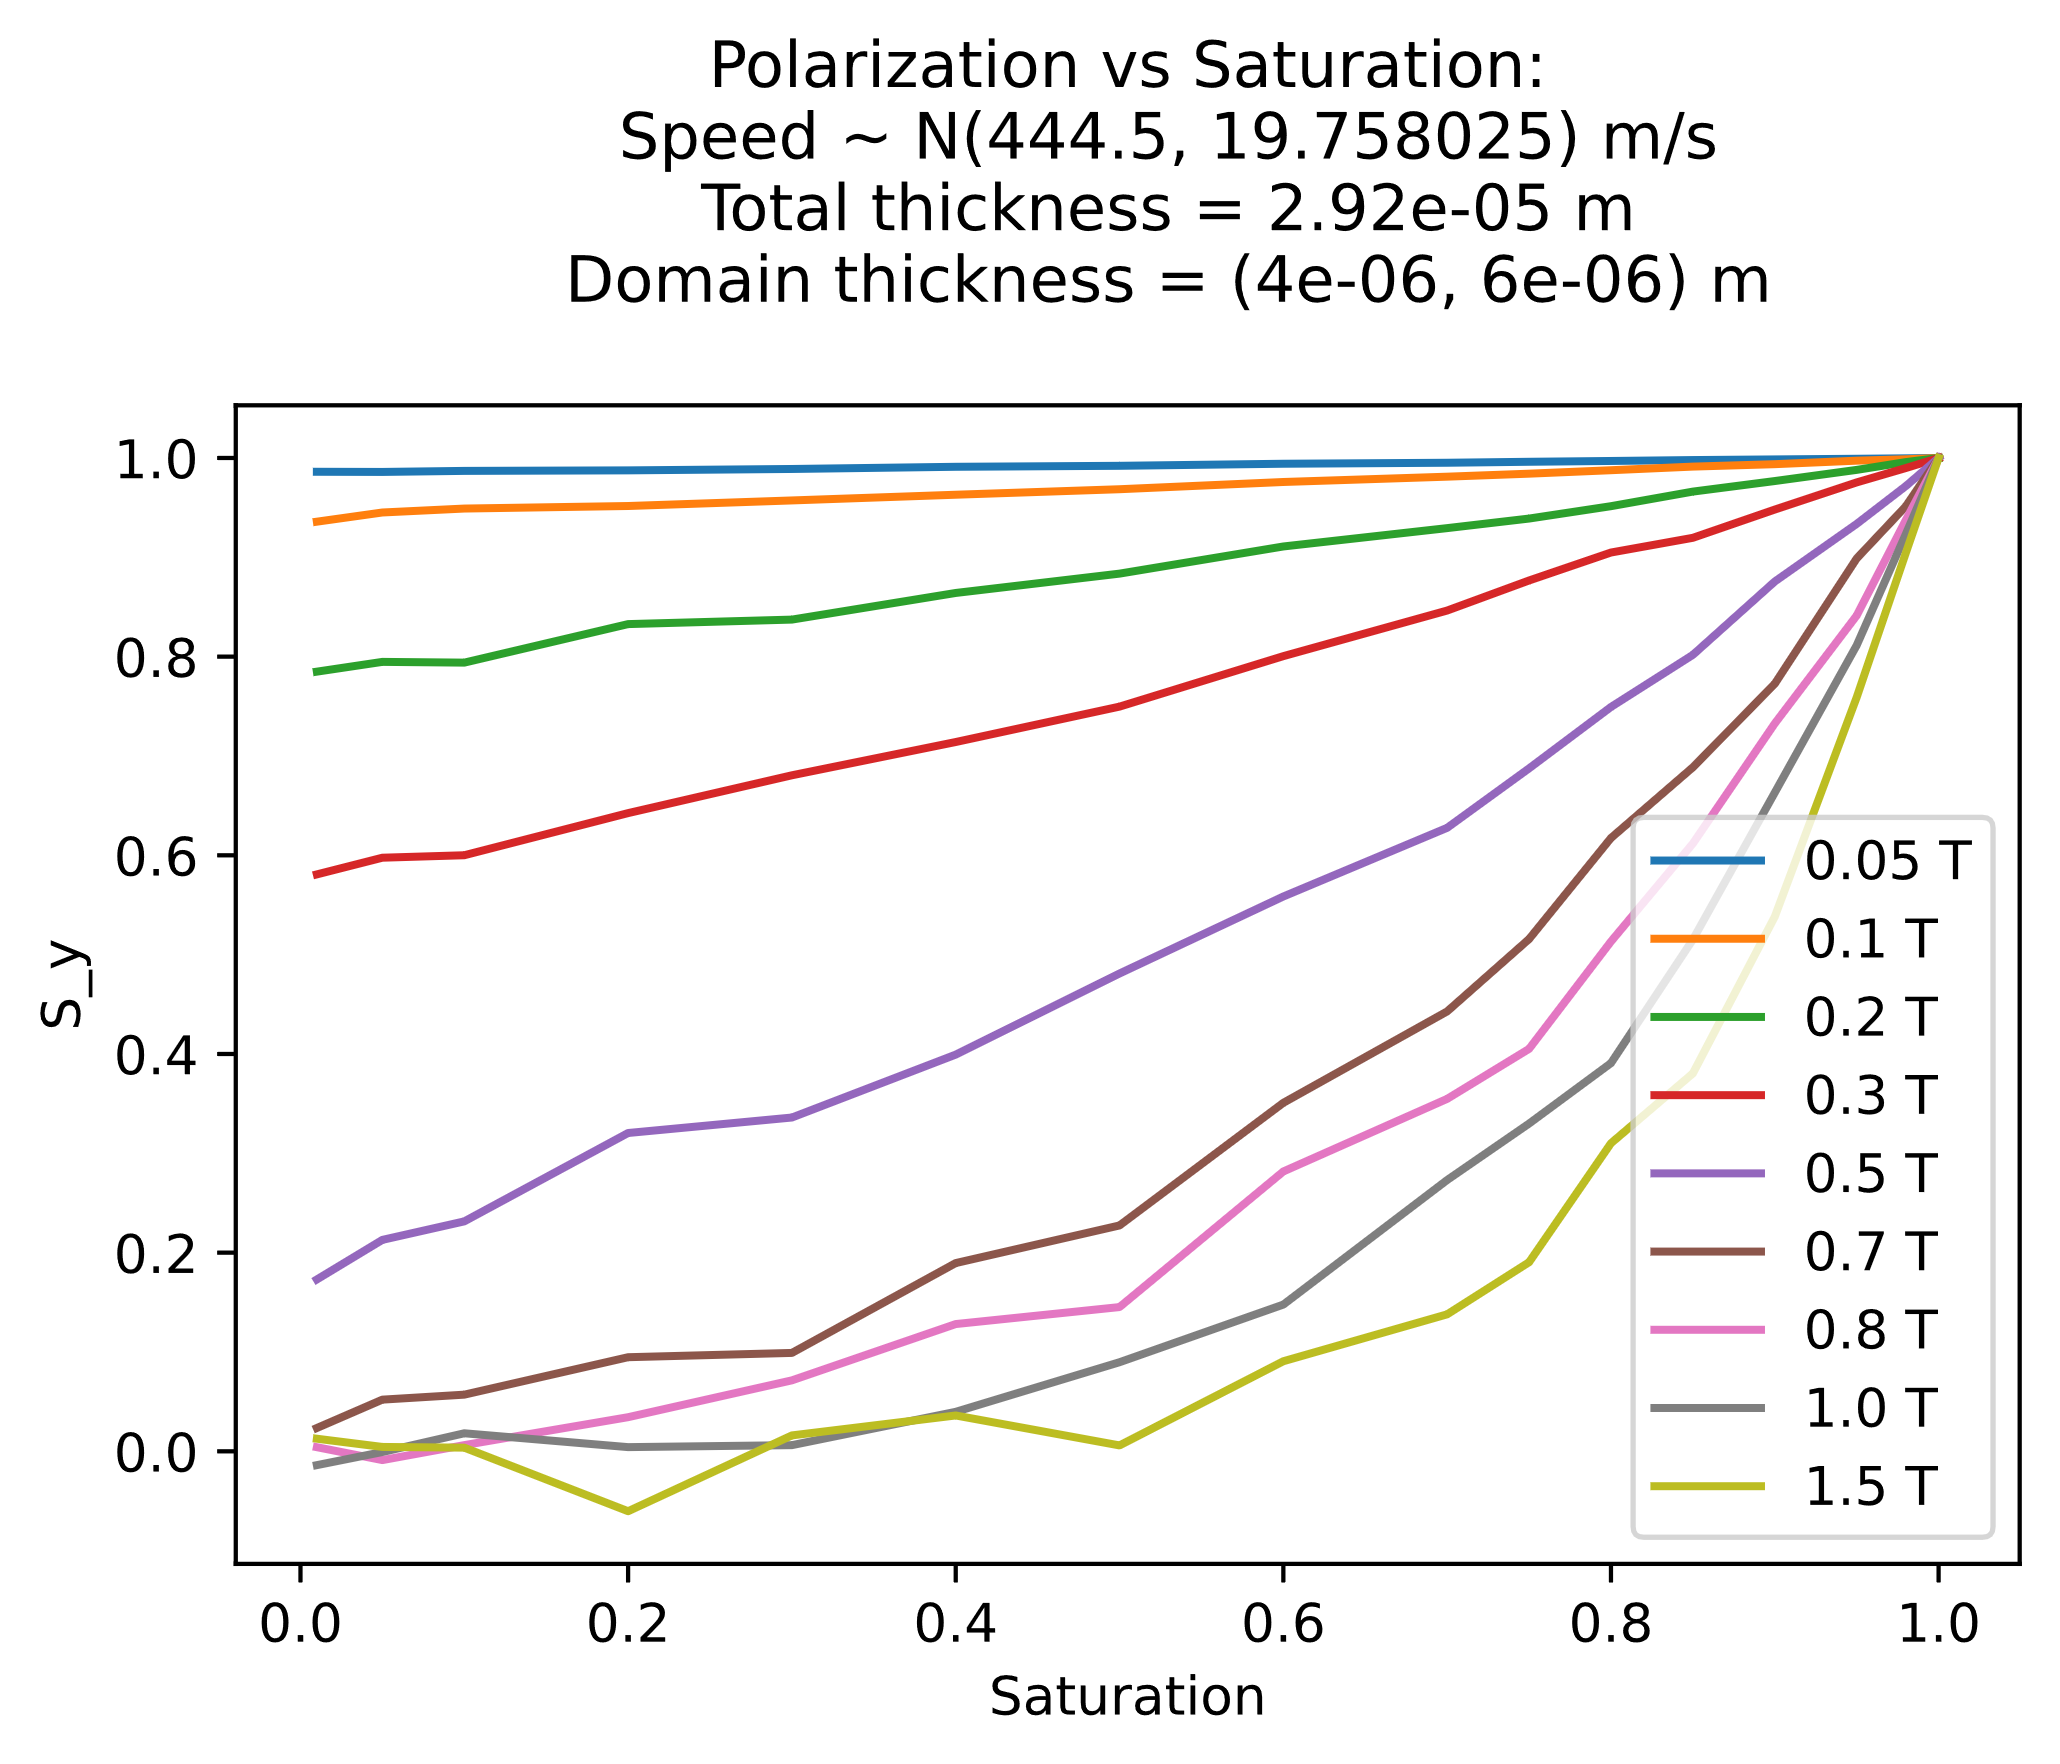 Polarization vs Saturation:
Speed ~ N(444.5, 19.758025) m/s
Total thickness = 2.92e-05 m
Domain thickness = (4e-06, 6e-06) m
1.0
0.8
0.6
0.4
0.2
0.0
S_y
0.05 T
0.1 T
0.2 T
0.3 T
0.5 T
0.7 T
0.8 T
1.0 T
1.5 T
0.0 0.2 0.4 0.6 0.8 1.0
Saturation